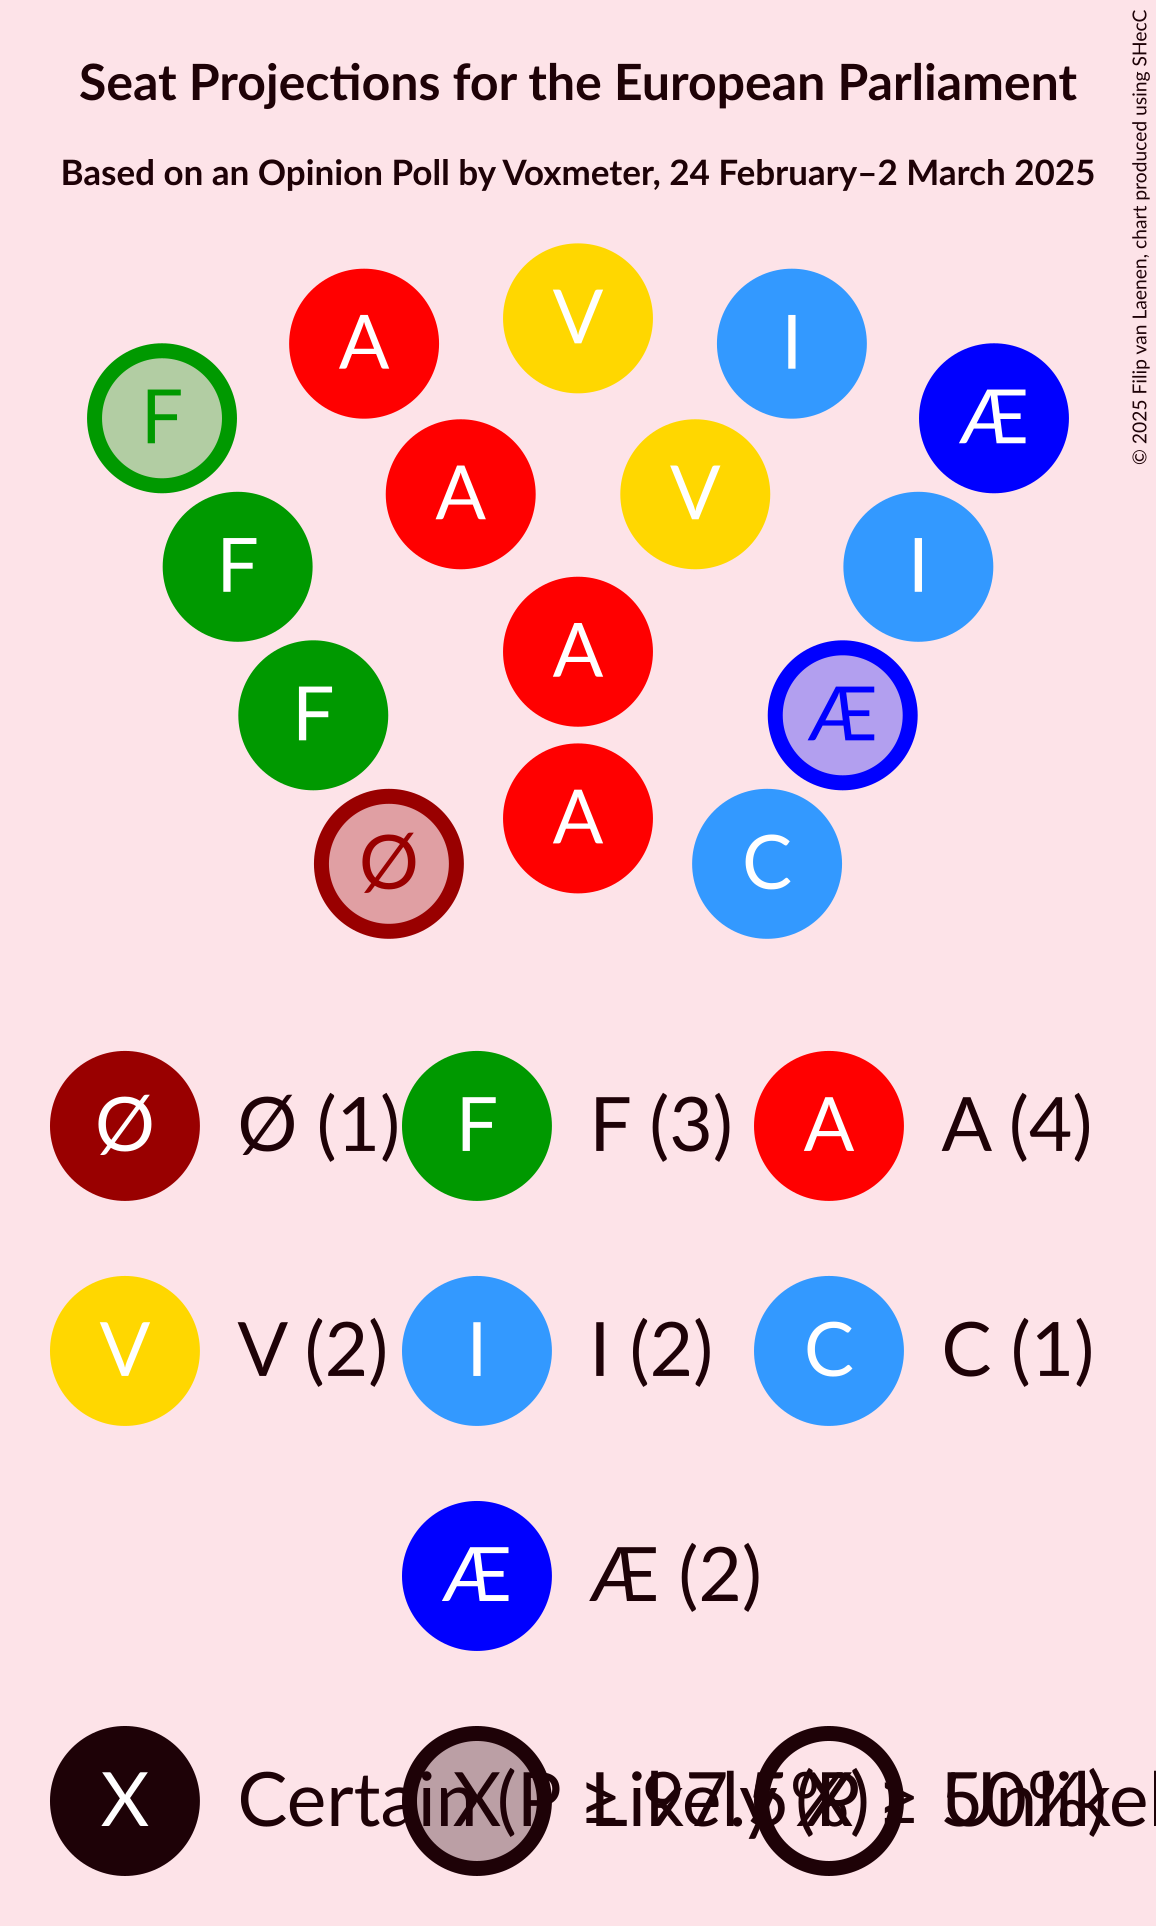 Seat Projections for the European Parliament
Based on an Opinion Poll by Voxmeter, 24 February–2 March 2025
© 2025 Filip van Laenen, chart produced using SHecC
V
A
I
F
Æ
A
V
F
I
A
F
Æ
A
Ø
C
Ø Ø (1) F F (3) A A (4)
V V (2) I I (2) C C (1)
Æ Æ (2)
X Certain (P ≥ 97.5%) X Likely (P ≥ 50%) X Unlikel